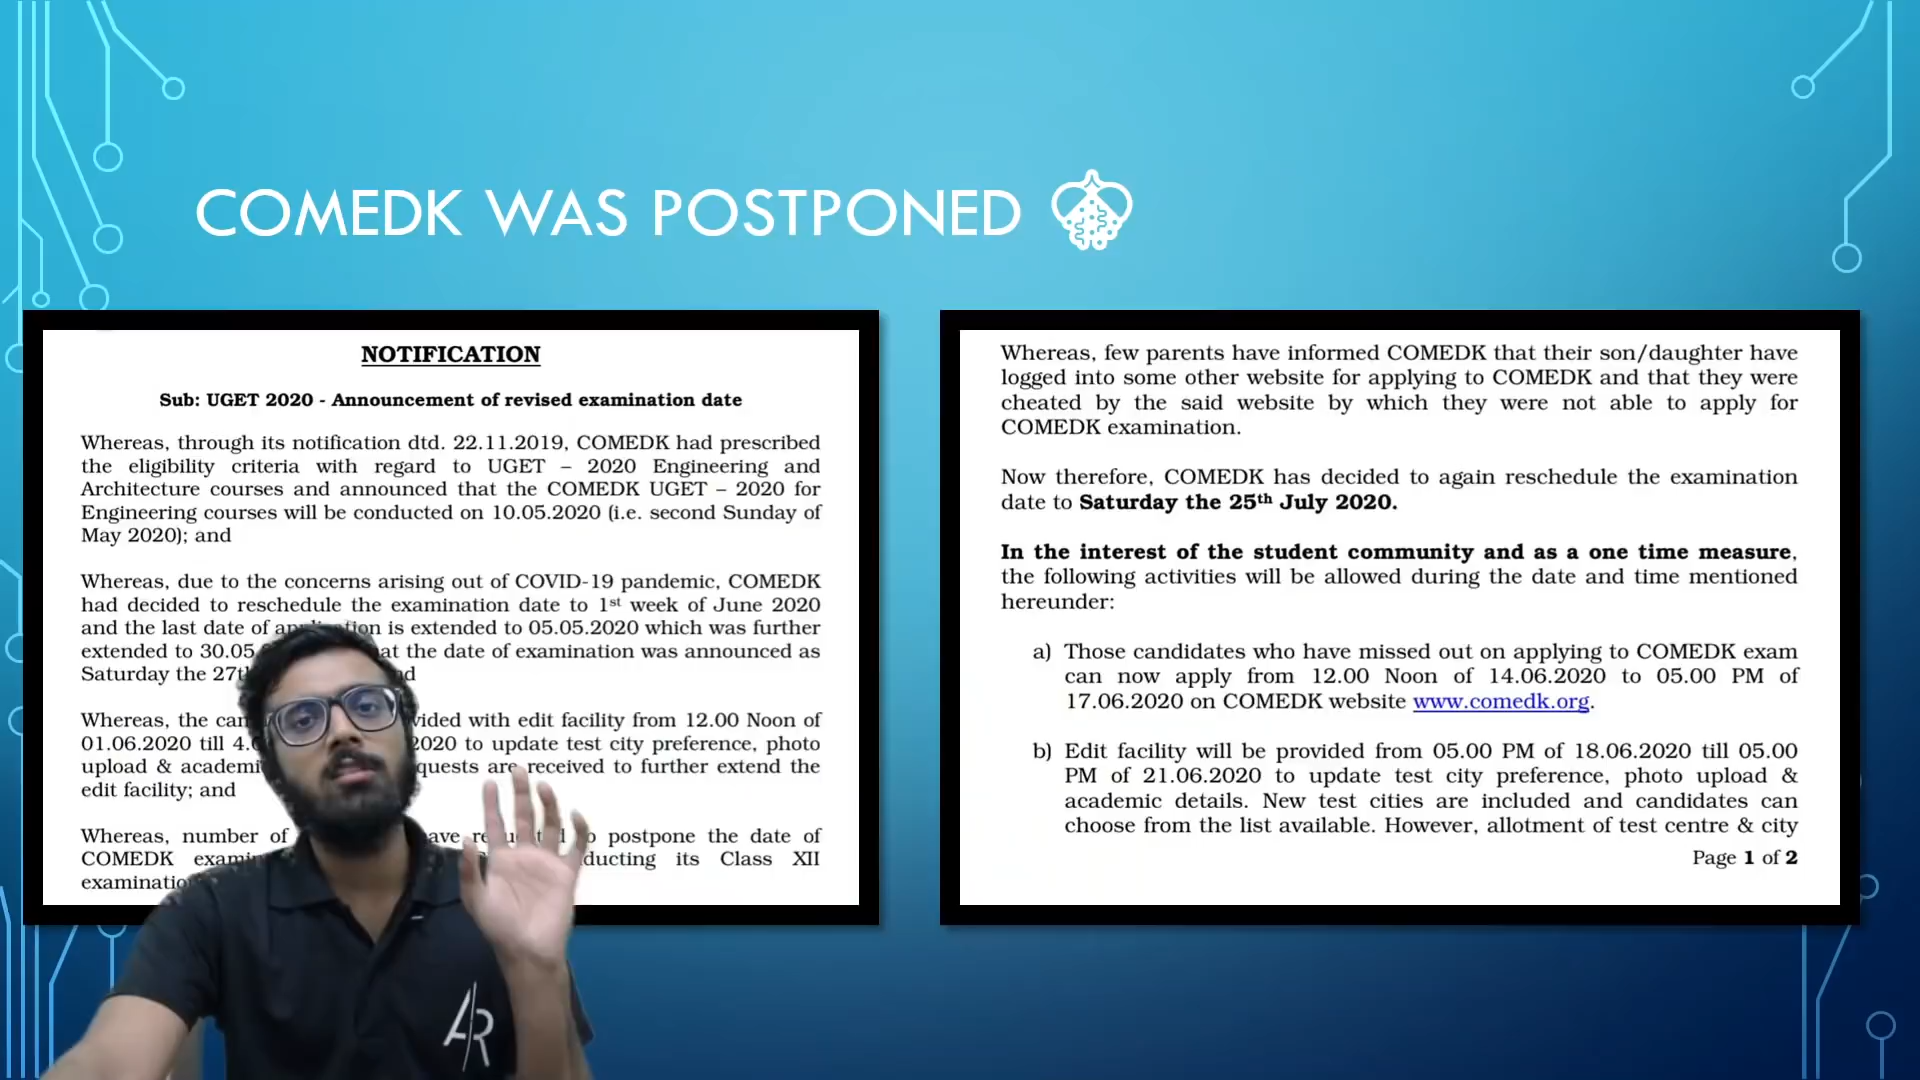 COMEDK WAS POSTPONED
NOTIFICATION
Sub: UGET 2020 - Announcement of revised examination date
Whereas, through its notification dtd. 22.11.2019, COMEDK had prescribed
the eligibility criteria with regard to UGET – 2020 Engineering and
Architecture courses and announced that the COMEDK UGET – 2020 for
Engineering courses will be conducted on 10.05.2020 (i.e. second Sunday of
May 2020); and
Whereas, due to the concerns arising out of COVID-19 pandemic, COMEDK
had decided to reschedule the examination date to 1st week of June 2020
and the last date of is extended to 05.05.2020 which was further
extended to 30.05 the date of examination was announced as
Saturday the
Whereas, the with edit facility from 12.00 Noon of
01.06.2020 till to update test city preference, photo
upload & are received to further extend the
edit facility; and
Whereas, number of postpone the date of
COMEDK its Class XII
Whereas, few parents have informed COMEDK that their son/daughter have
logged into some other website for applying to COMEDK and that they were
cheated by the said website by which they were not able to apply for
COMEDK examination.
Now therefore, COMEDK has decided to again reschedule the examination
date to Saturday the 25th July 2020.
In the interest of the student community and as a one time measure,
the following activities will be allowed during the date and time mentioned
hereunder:
a) Those candidates who have missed out on applying to COMEDK exam
can now apply from 12.00 Noon of 14.06.2020 to 05.00 PM of
17.06.2020 on COMEDK website www.comedk.org.
b) Edit facility will be provided from 05.00 PM of 18.06.2020 till 05.00
PM of 21.06.2020 to update test city preference, photo upload &
academic details. New test cities are included and candidates can
choose from the list available. However, allotment of test centre & city
Page 1 of 2
AR